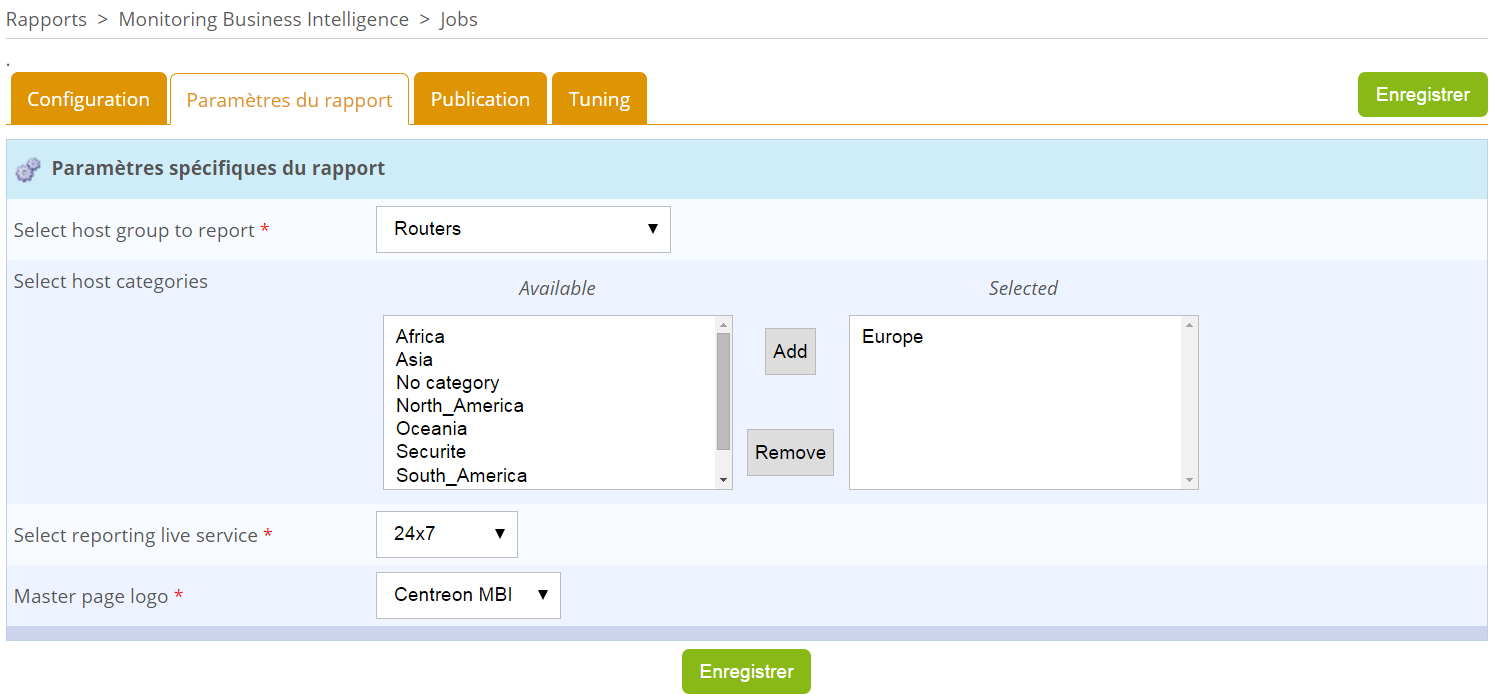 Rapports > Monitoring Business Intelligence > Jobs
.
Configuration Paramètres du rapport Publication Tuning Enregistrer
Paramètres spécifiques du rapport
Select host group to report * Routers
Select host categories
Available Selected
Africa
Asia
No category
North_America
Oceania
Securite
South_America
Add
Remove
Europe
Select reporting live service * 24x7
Master page logo * Centreon MBI
Enregistrer